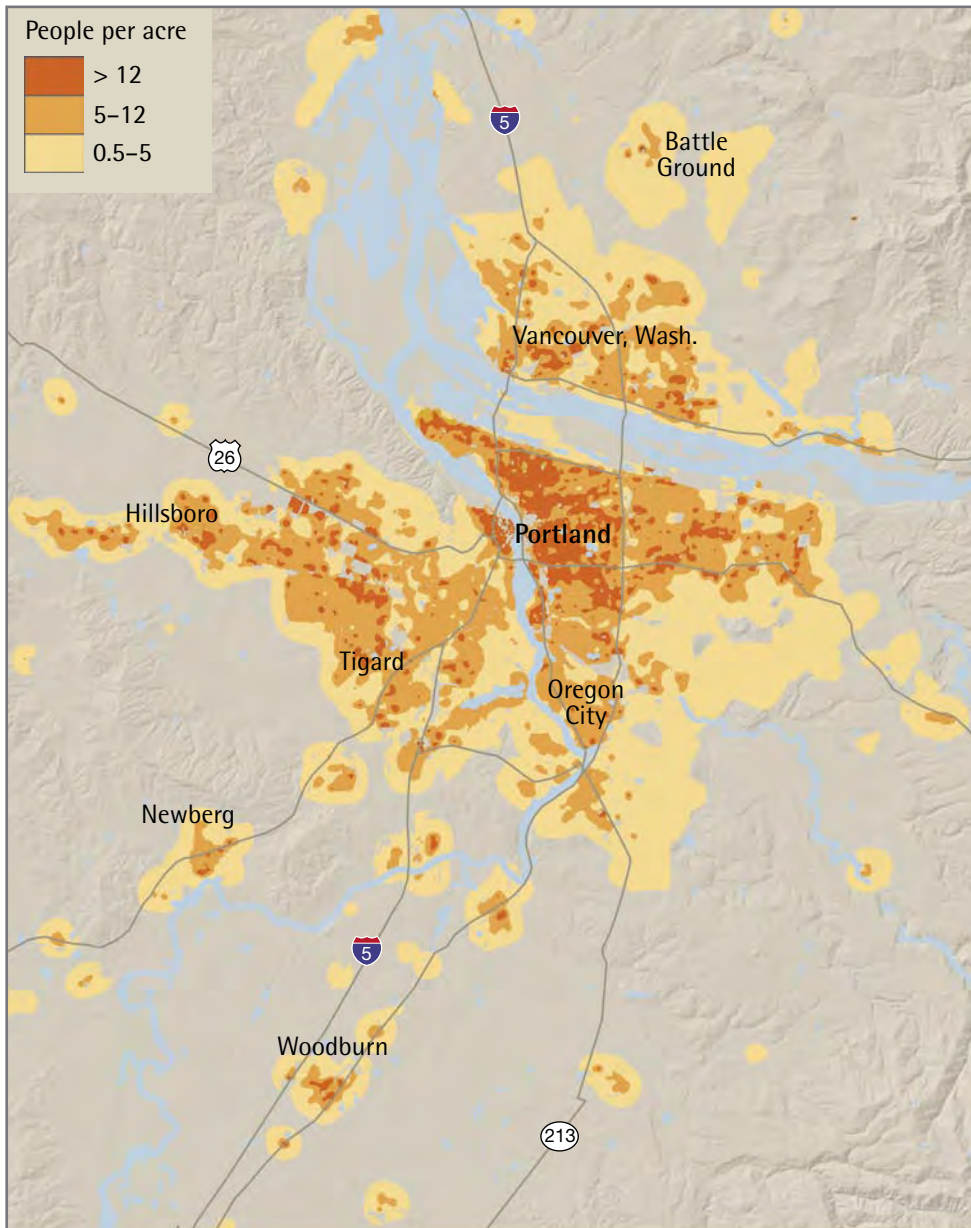 People per acre
> 12
5–12
0.5–5
5
Battle
Ground
Vancouver, Wash.
26
Hillsboro
Portland
Tigard
Oregon
City
Newberg
5
Woodburn
213